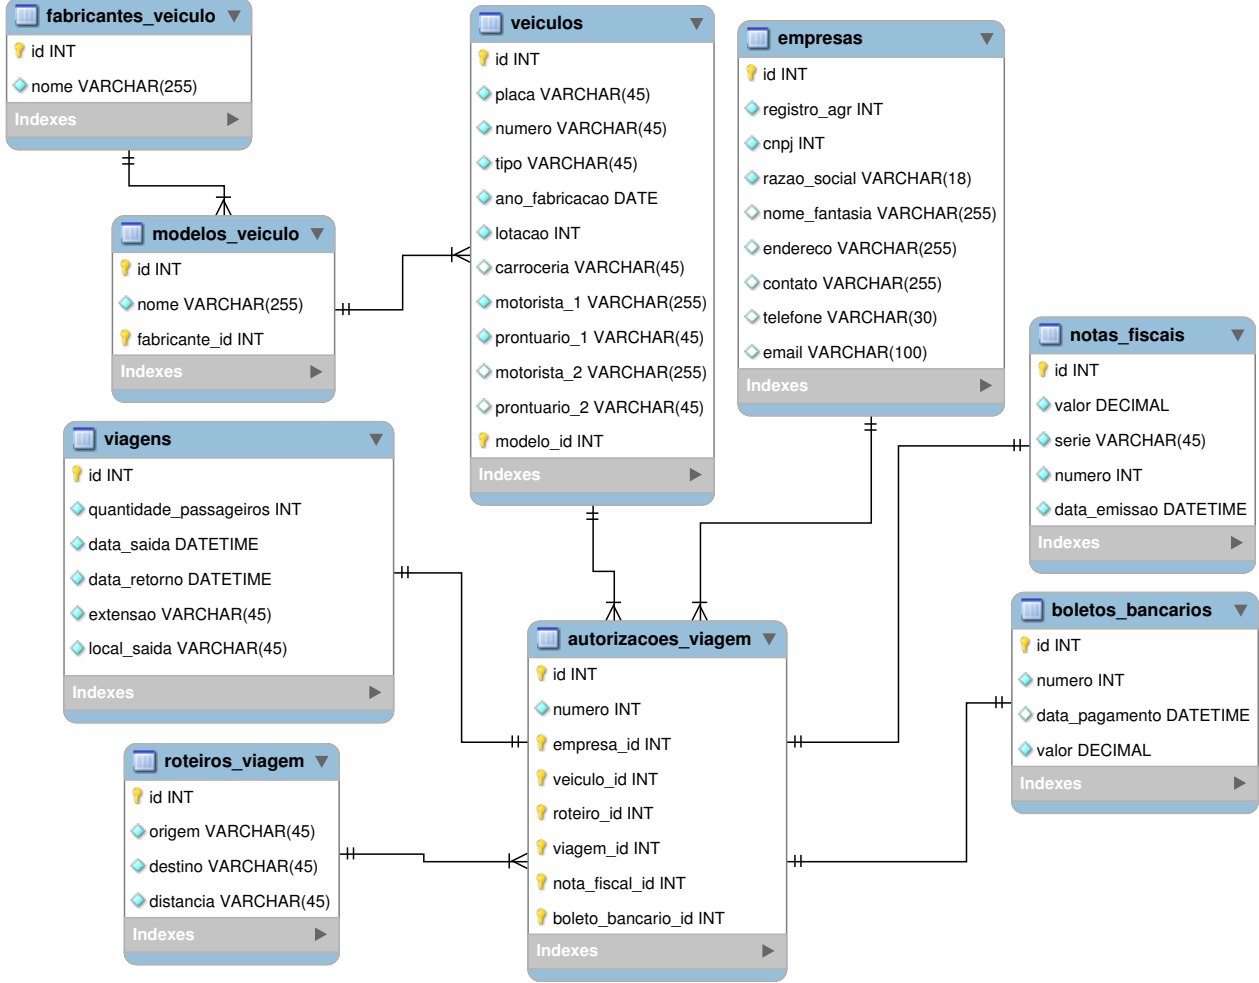 fabricantes_veiculo
id INT
nome VARCHAR(255)
Indexes
modelos_veiculo
id INT
nome VARCHAR(255)
fabricante_id INT
Indexes
veiculos
id INT
placa VARCHAR(45)
numero VARCHAR(45)
tipo VARCHAR(45)
ano_fabricacao DATE
lotacao INT
carroceria VARCHAR(45)
motorista_1 VARCHAR(255)
prontuario_1 VARCHAR(45)
motorista_2 VARCHAR(255)
prontuario_2 VARCHAR(45)
modelo_id INT
Indexes
empresas
id INT
registro_agr INT
cnpj INT
razao_social VARCHAR(18)
nome_fantasia VARCHAR(255)
endereco VARCHAR(255)
contato VARCHAR(255)
telefone VARCHAR(30)
email VARCHAR(100)
Indexes
notas_fiscais
id INT
valor DECIMAL
serie VARCHAR(45)
numero INT
data_emissao DATETIME
Indexes
viagens
id INT
quantidade_passageiros INT
data_saida DATETIME
data_retorno DATETIME
extensao VARCHAR(45)
local_saida VARCHAR(45)
Indexes
boletos_bancarios
id INT
numero INT
data_pagamento DATETIME
valor DECIMAL
Indexes
autorizacoes_viagem
id INT
numero INT
empresa_id INT
veiculo_id INT
roteiro_id INT
viagem_id INT
nota_fiscal_id INT
boleto_bancario_id INT
Indexes
roteiros_viagem
id INT
origem VARCHAR(45)
destino VARCHAR(45)
distancia VARCHAR(45)
Indexes